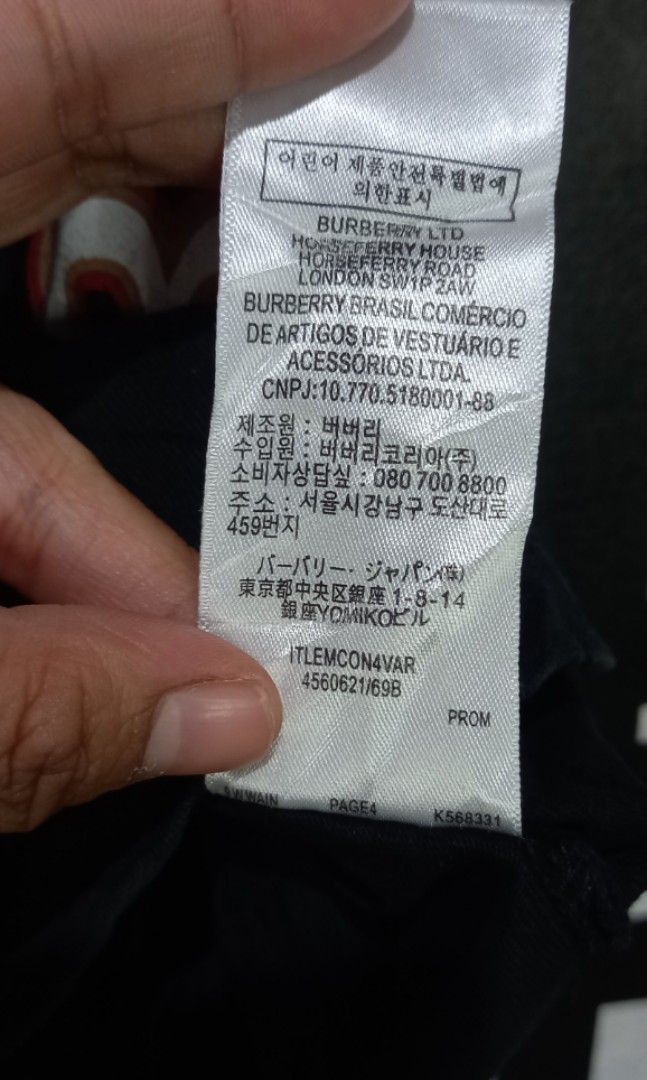 어린이 제품안전특별법에
의한표시
BURBERRY LTD
HORSEFERRY HOUSE
HORSEFERRY ROAD
LONDON SW1P 2AW
BURBERRY BRASIL COMÉRCIO
DE ARTIGOS DE VESTUÁRIO E
ACESSÓRIOS LTDA.
CNPJ:10.770.5180001-88
제조원 : 버버리
수입원 : 버버리코리아(주)
소비자상담싶 : 080 700 8800
주소 : 서울시강남구 도산대로
459번지
バーバリー・ジャパン(株)
東京都中央区銀座 1-8-14
銀座YOMIKOビル
ITLEMCON4VAR
4560621/69B
PROM
WAIN PAGE4 K568331